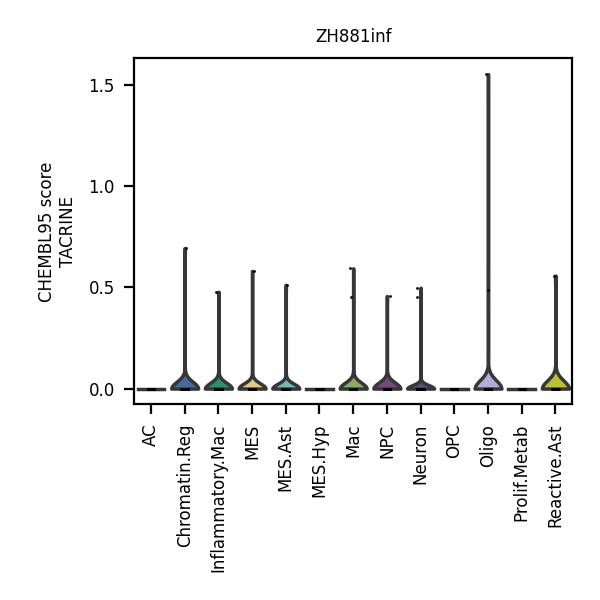 ZH881inf
CHEMBL95 score
TACRINE
1.5
1.0
0.5
0.0
AC
Chromatin.Reg
Inflammatory.Mac
MES
MES.Ast
MES.Hyp
Mac
NPC
Neuron
OPC
Oligo
Prolif.Metab
Reactive.Ast